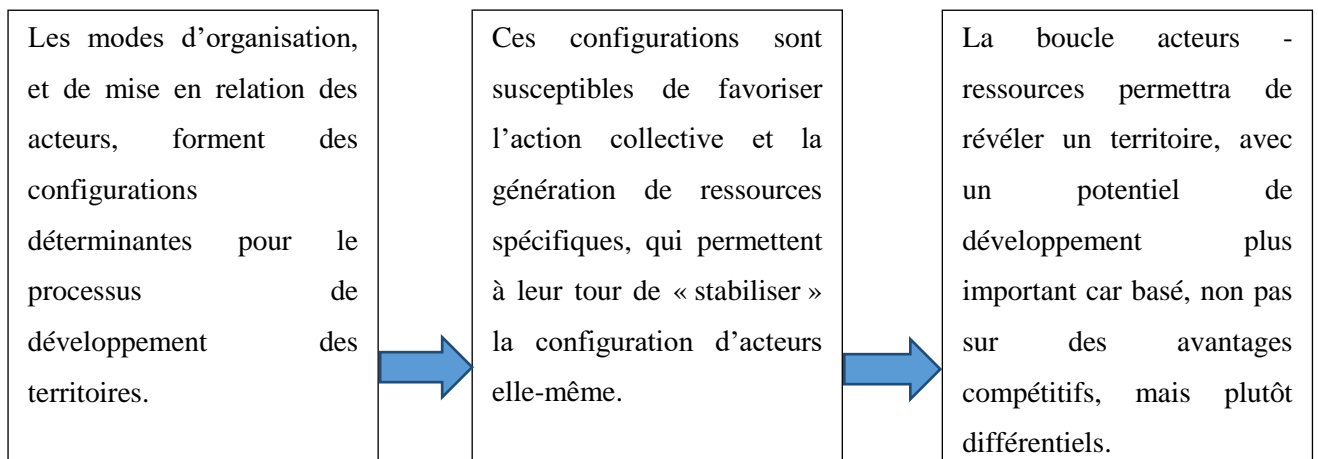 Les modes d’organisation,
et de mise en relation des
acteurs, forment des
configurations
déterminantes pour le
processus de
développement des
territoires.
Ces configurations sont
susceptibles de favoriser
l’action collective et la
génération de ressources
spécifiques, qui permettent
à leur tour de « stabiliser »
la configuration d’acteurs
elle-même.
La boucle acteurs -
ressources permettra de
révéler un territoire, avec
un potentiel de
développement plus
important car basé, non pas
sur des avantages
compétitifs, mais plutôt
différentiels.